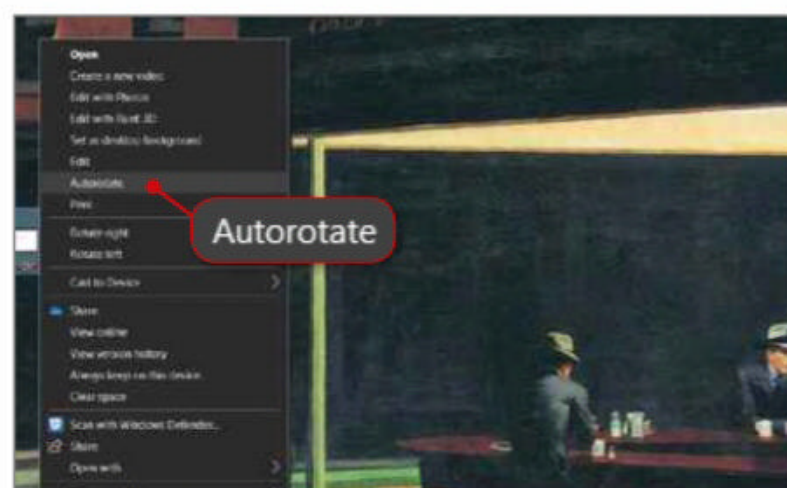 Open
Create a new video
Edit with Photos
Edit with Paint 3D
Set as desktop background
Edit
Autorotate
Print
Autorotate
Rotate right
Rotate left
Cast to Device
Share
View online
View version history
Always keep on this device
Clear space
Scan with Windows Defender...
Share
Open with